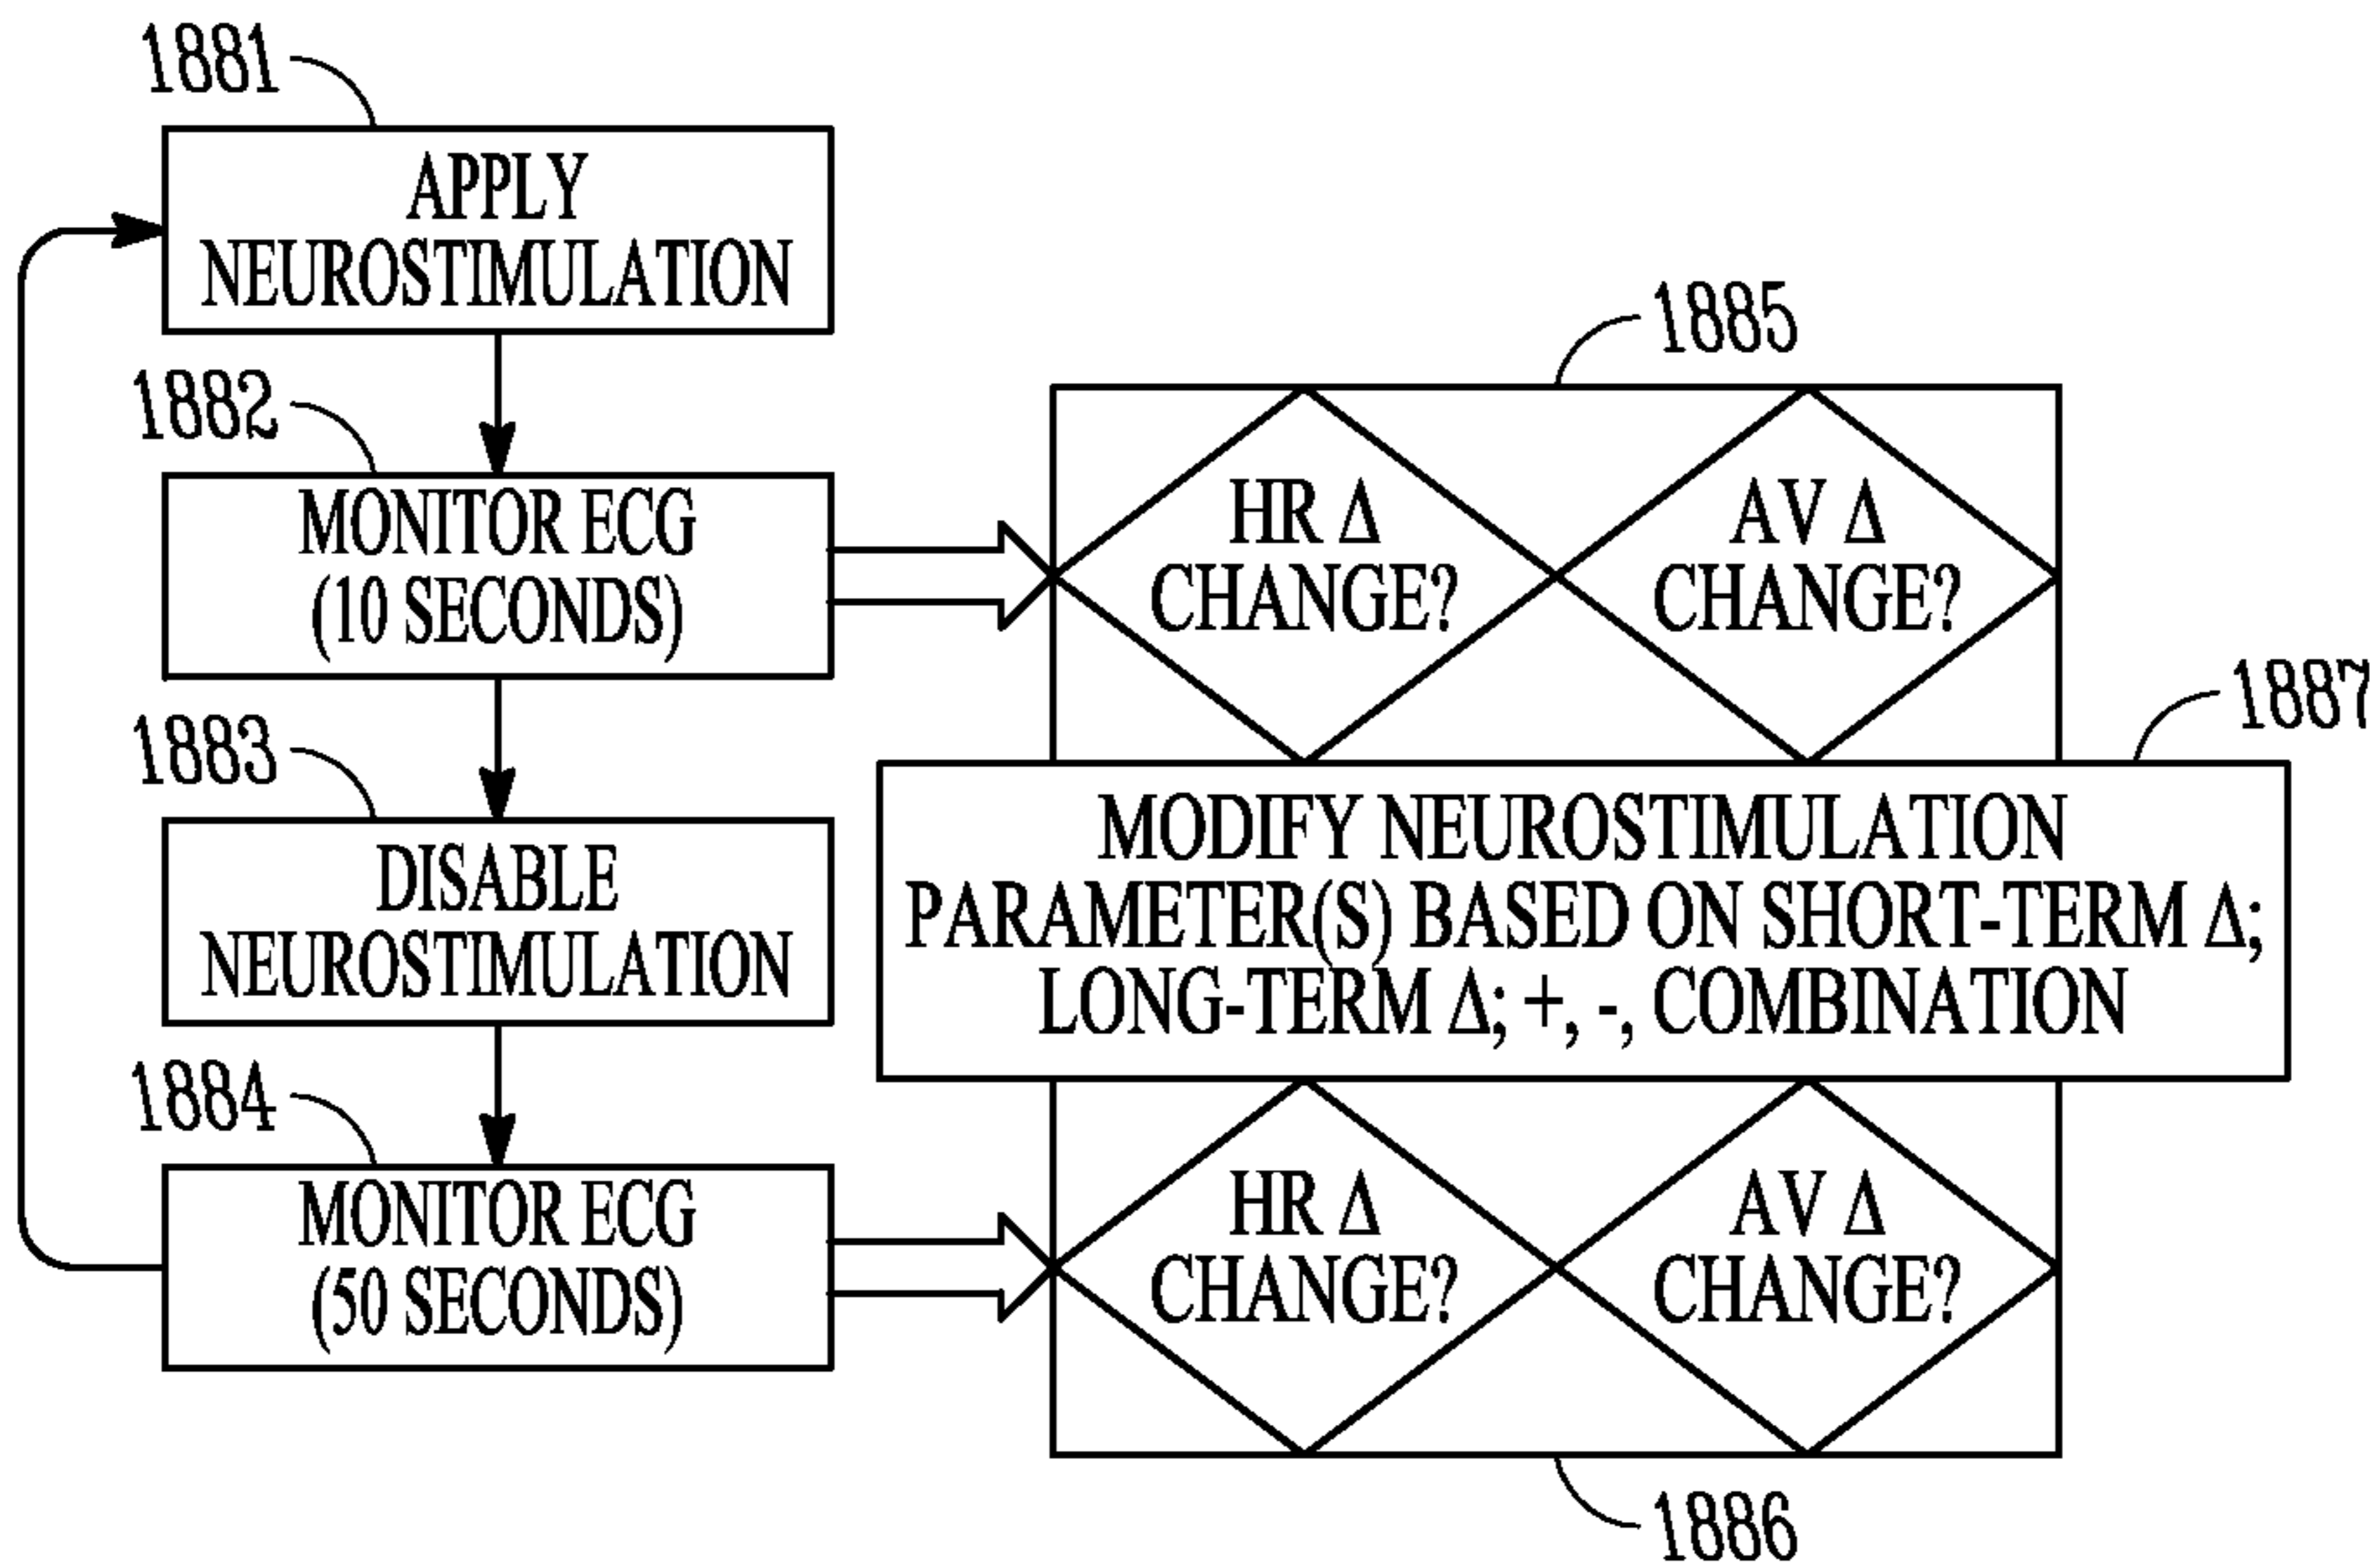 1881
APPLY
NEUROSTIMULATION
1882
MONITOR ECG
(10 SECONDS)
1883
DISABLE
NEUROSTIMULATION
1884
MONITOR ECG
(50 SECONDS)
1885
HR Δ
CHANGE?
AV Δ
CHANGE?
1887
MODIFY NEUROSTIMULATION
PARAMETER(S) BASED ON SHORT-TERM Δ;
LONG-TERM Δ; +, -, COMBINATION
HR Δ
CHANGE?
AV Δ
CHANGE?
1886